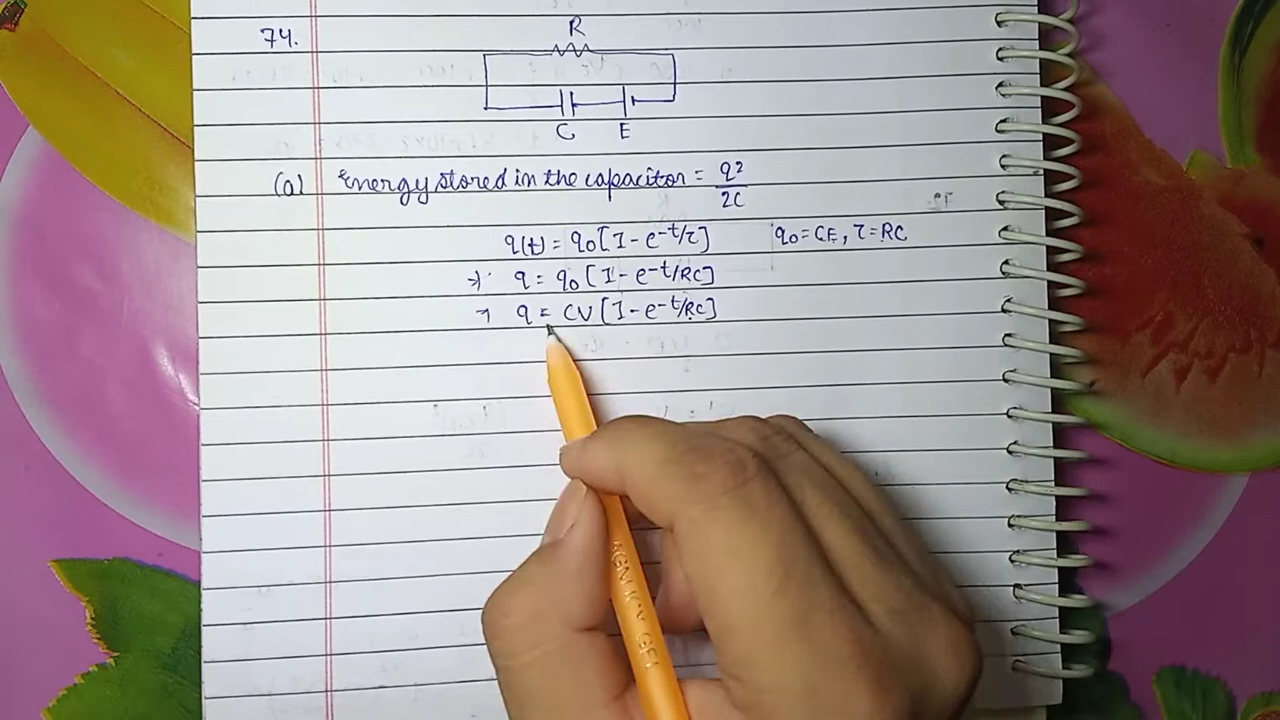 74.
R
C E
(a) Energy stored in the capacitor = q²/2C
q(t) = q₀[1 - e^-t/τ] q₀ = CE, τ = RC
⇒ q = q₀[1 - e^-t/RC]
⇒ q = CV[1 - e^-t/RC]